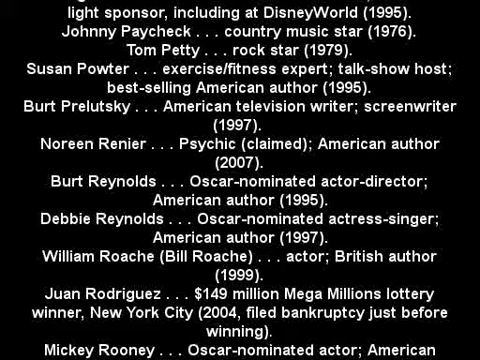 light sponsor, including at DisneyWorld (1995).
Johnny Paycheck . . . country music star (1976).
Tom Petty . . . rock star (1979).
Susan Powter . . . exercise/fitness expert; talk-show host;
best-selling American author (1995).
Burt Prelutsky . . . American television writer; screenwriter
(1997).
Noreen Renier . . . Psychic (claimed); American author
(2007).
Burt Reynolds . . . Oscar-nominated actor-director;
American author (1995).
Debbie Reynolds . . . Oscar-nominated actress-singer;
American author (1997).
William Roache (Bill Roache) . . . actor; British author
(1999).
Juan Rodriguez . . . $149 million Mega Millions lottery
winner, New York City (2004, filed bankruptcy just before
winning).
Mickey Rooney . . . Oscar-nominated actor; American